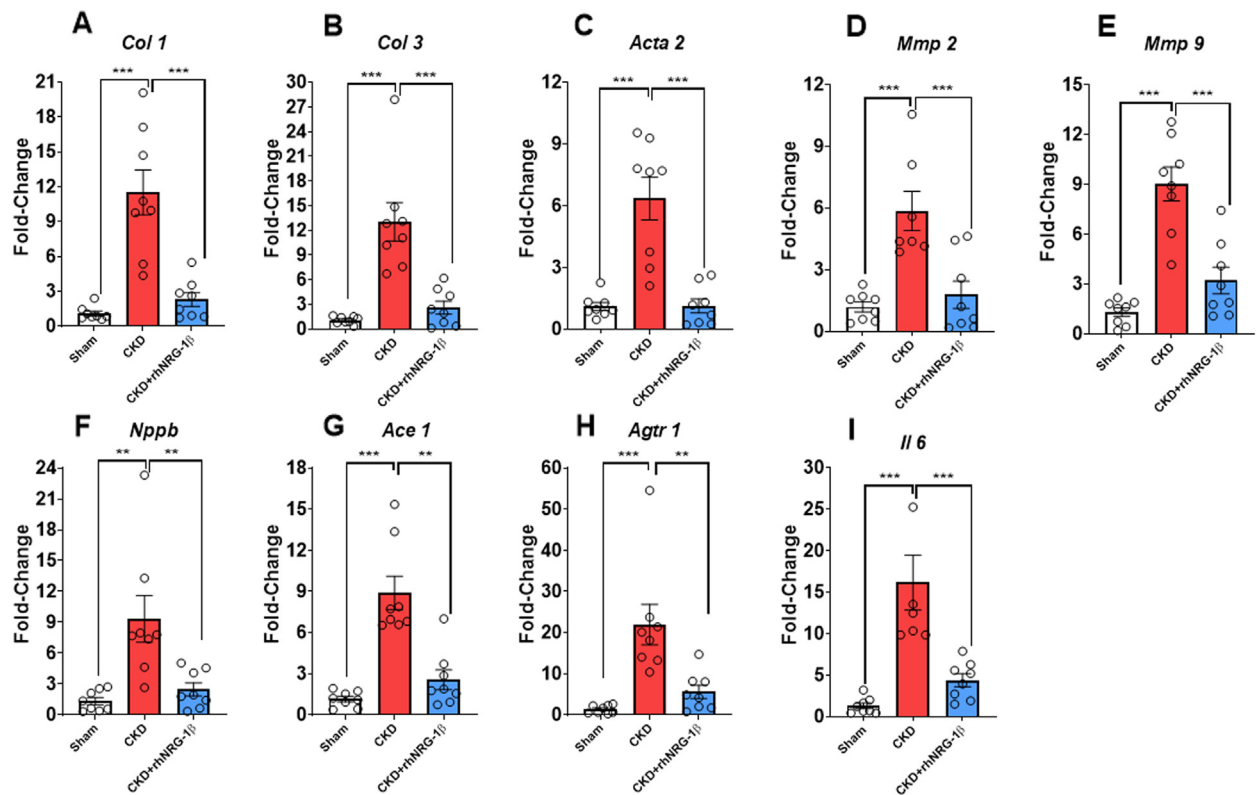 A
Col 1
*** ***
Fold-Change
21
18
15
12
9
6
3
0
Sham
CKD
CKD+rhNRG-1β
B
Col 3
*** ***
Fold-Change
30
27
24
21
18
15
12
9
6
3
0
Sham
CKD
CKD+rhNRG-1β
C
Acta 2
*** ***
Fold-Change
12
9
6
3
0
Sham
CKD
CKD+rhNRG-1β
D
Mmp 2
*** ***
Fold-Change
12
9
6
3
0
Sham
CKD
CKD+rhNRG-1β
E
Mmp 9
*** ***
Fold-Change
15
12
9
6
3
0
Sham
CKD
CKD+rhNRG-1β
F
Nppb
** **
Fold-Change
24
21
18
15
12
9
6
3
0
Sham
CKD
CKD+rhNRG-1β
G
Ace 1
*** **
Fold-Change
18
15
12
9
6
3
0
Sham
CKD
CKD+rhNRG-1β
H
Agtr 1
*** **
Fold-Change
60
50
40
30
20
10
0
Sham
CKD
CKD+rhNRG-1β
I
Il 6
*** ***
Fold-Change
30
25
20
15
10
5
0
Sham
CKD
CKD+rhNRG-1β